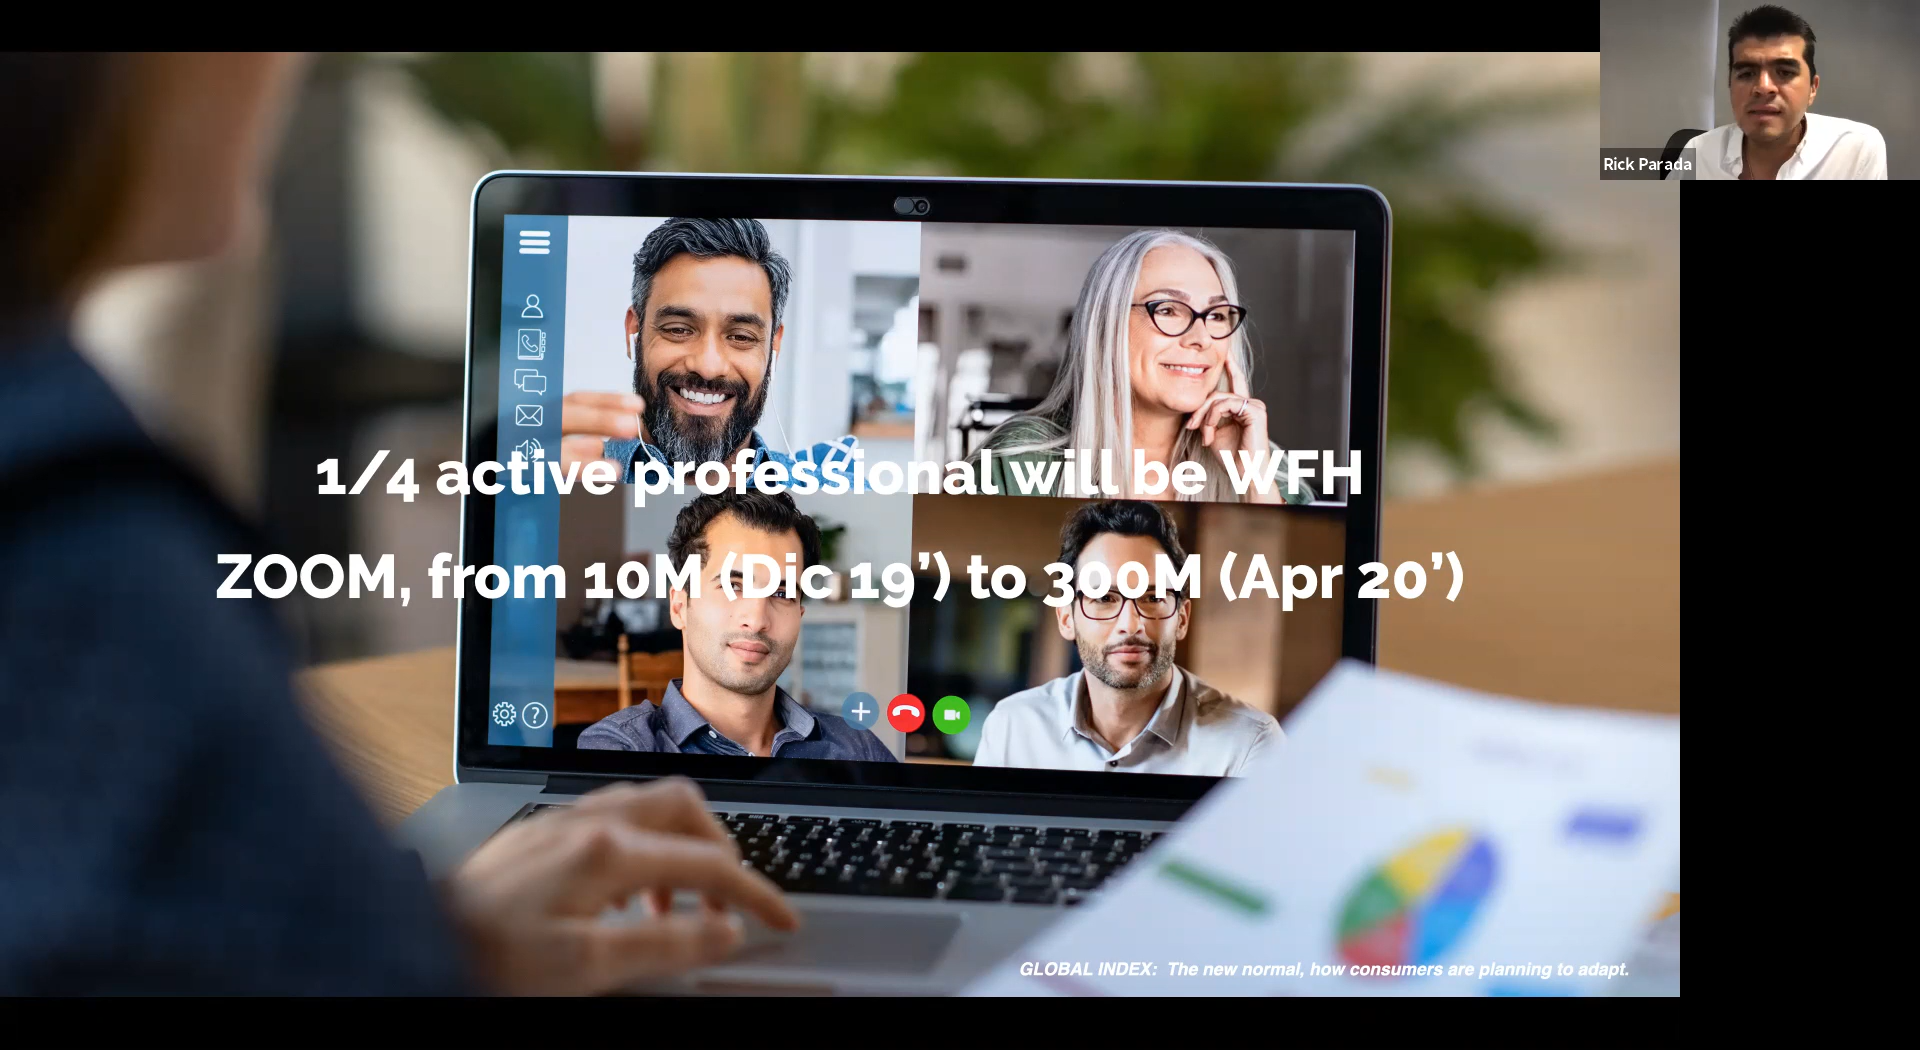 Rick Parada
1/4 active professional will be WFH
ZOOM, from 10M (Dic 19’) to 300M (Apr 20’)
GLOBAL INDEX:  The new normal, how consumers are planning to adapt.